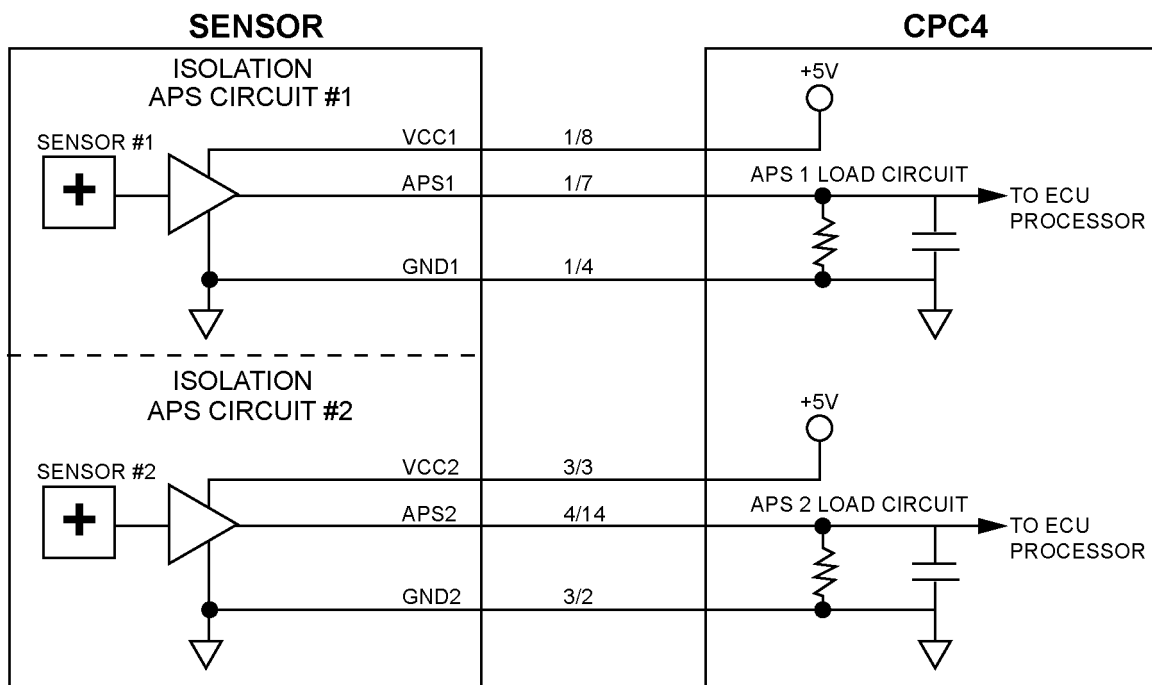 SENSOR
CPC4
ISOLATION
APS CIRCUIT #1
+5V
SENSOR #1
VCC1
1/8
APS1
1/7
APS 1 LOAD CIRCUIT
TO ECU
PROCESSOR
GND1
1/4
ISOLATION
APS CIRCUIT #2
+5V
SENSOR #2
VCC2
3/3
APS2
4/14
APS 2 LOAD CIRCUIT
TO ECU
PROCESSOR
GND2
3/2